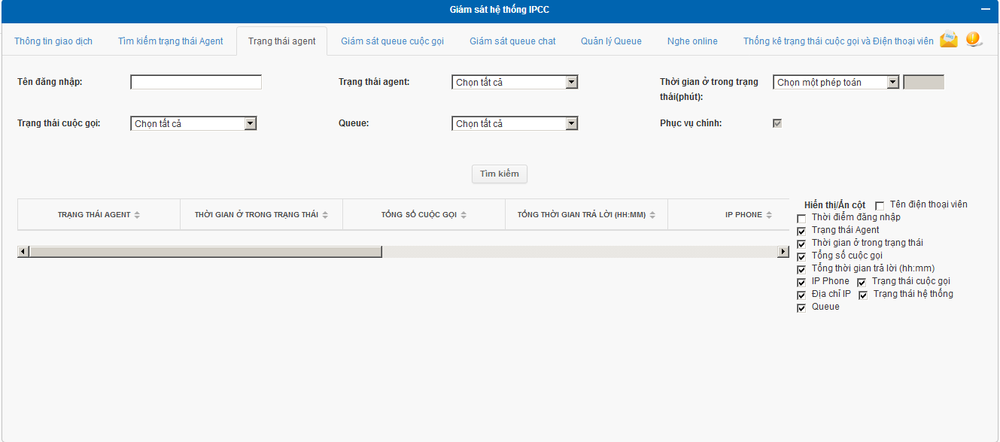 Giám sát hệ thống IPCC
Thông tin giao dịch Tìm kiếm trạng thái Agent Trạng thái agent Giám sát queue cuộc gọi Giám sát queue chat Quản lý Queue Nghe online Thống kê trạng thái cuộc gọi và Điện thoại viên
Tên đăng nhập: Trạng thái agent: Chọn tất cả Thời gian ở trong trạng Chọn một phép toán
thái(phút):
Trạng thái cuộc gọi: Chọn tất cả Queue: Chọn tất cả Phục vụ chính:
Tìm kiếm
TRẠNG THÁI AGENT THỜI GIAN Ở TRONG TRẠNG THÁI TỔNG SỐ CUỘC GỌI TỔNG THỜI GIAN TRẢ LỜI (HH:MM) IP PHONE
Hiển thị/Ẩn cột Tên điện thoại viên
Thời điểm đăng nhập
Trạng thái Agent
Thời gian ở trong trạng thái
Tổng số cuộc gọi
Tổng thời gian trả lời (hh:mm)
IP Phone Trạng thái cuộc gọi
Địa chỉ IP Trạng thái hệ thống
Queue